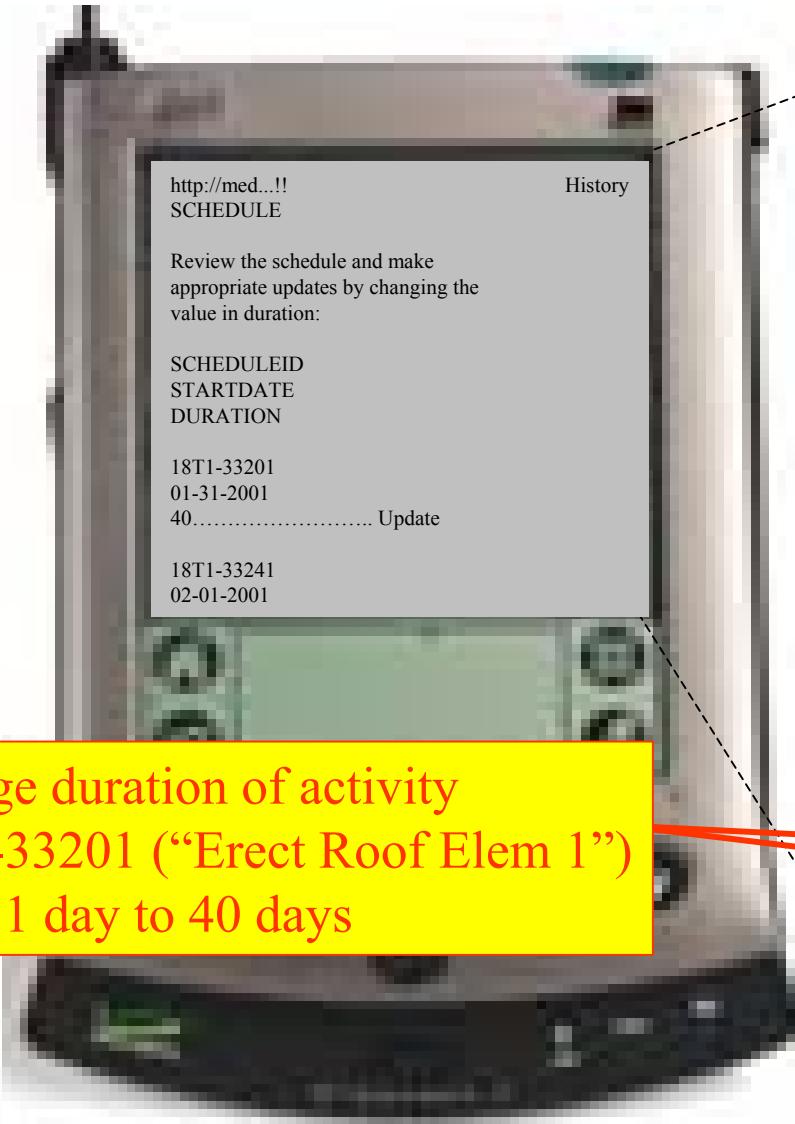 http://med...!! History
SCHEDULE
Review the schedule and make
appropriate updates by changing the
value in duration:
SCHEDULEID
STARTDATE
DURATION
18T1-33201
01-31-2001
40…………………….. Update
18T1-33241
02-01-2001
ge duration of activity
-33201 (“Erect Roof Elem 1”)
1 day to 40 days